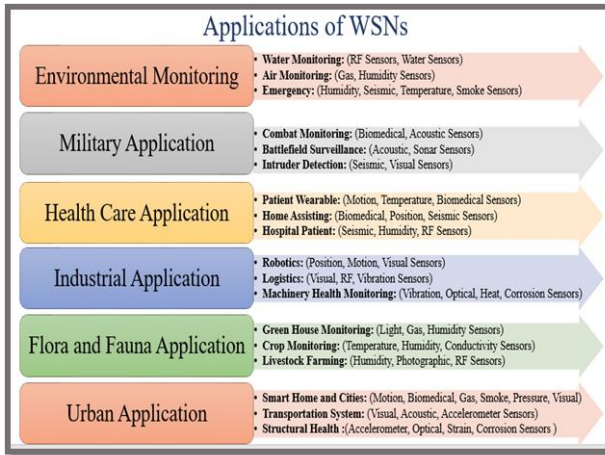 Applications of WSNs
Environmental Monitoring
• Water Monitoring: (RF Sensors, Water Sensors)
• Air Monitoring: (Gas, Humidity Sensors)
• Emergency: (Humidity, Seismic, Temperature, Smoke Sensors)
Military Application
• Combat Monitoring: (Biomedical, Acoustic Sensors)
• Battlefield Surveillance: (Acoustic, Sonar Sensors)
• Intruder Detection: (Seismic, Visual Sensors)
Health Care Application
• Patient Wearable: (Motion, Temperature, Biomedical Sensors)
• Home Assisting: (Biomedical, Position, Seismic Sensors)
• Hospital Patient: (Seismic, Humidity, RF Sensors)
Industrial Application
• Robotics: (Position, Motion, Visual Sensors)
• Logistics: (Visual, RF, Vibration Sensors)
• Machinery Health Monitoring: (Vibration, Optical, Heat, Corrosion Sensors)
Flora and Fauna Application
• Green House Monitoring: (Light, Gas, Humidity Sensors)
• Crop Monitoring: (Temperature, Humidity, Conductivity Sensors)
• Livestock Farming: (Humidity, Photographic, RF Sensors)
Urban Application
• Smart Home and Cities: (Motion, Biomedical, Gas, Smoke, Pressure, Visual)
• Transportation System: (Visual, Acoustic, Accelerometer Sensors)
• Structural Health :(Accelerometer, Optical, Strain, Corrosion Sensors )